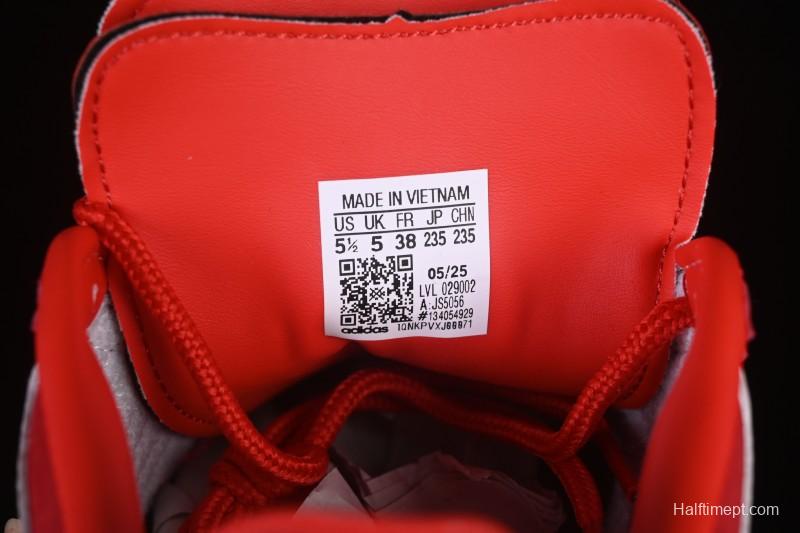 MADE IN VIETNAM
US UK FR JP CHN
5½ 5 38 235 235
05/25
LVL 029002
A:JS5056
#134054929
adidas 1QNKPVXJ00071
Halftimept.com